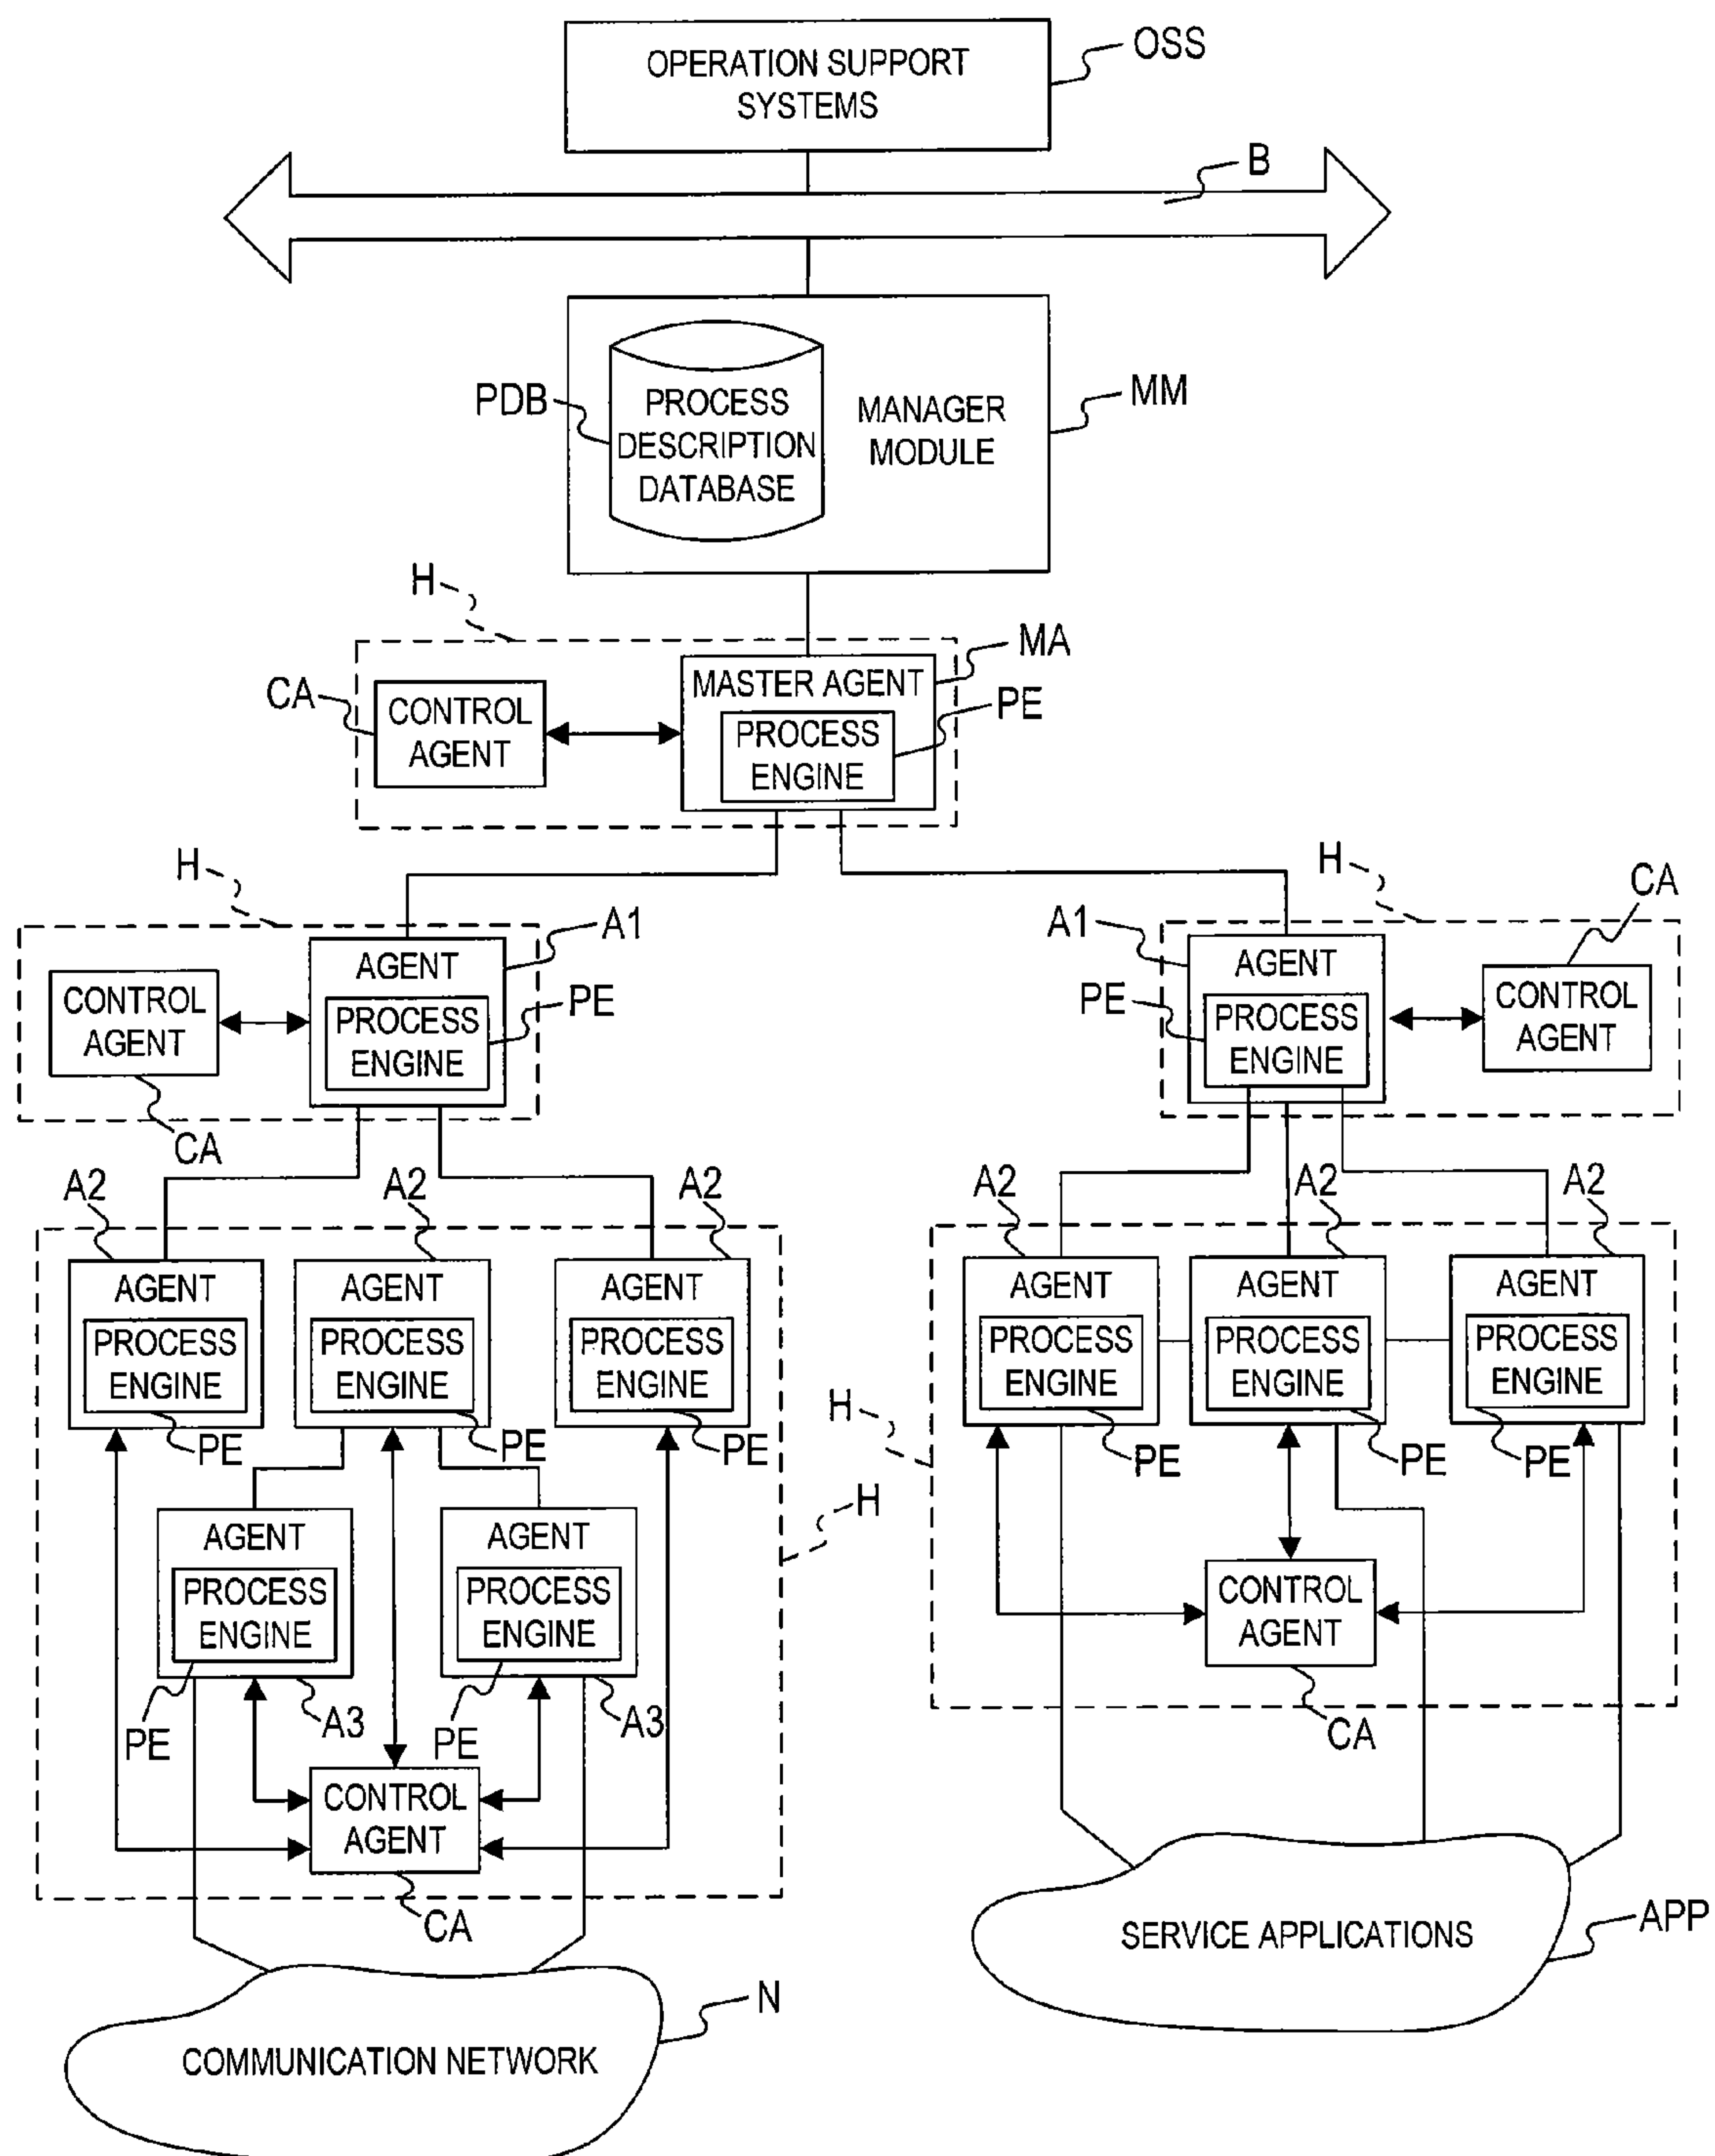 OPERATION SUPPORT
SYSTEMS
OSS
B
PDB
PROCESS
DESCRIPTION
DATABASE
MANAGER
MODULE
MM
H
MA
CA
CONTROL
AGENT
MASTER AGENT
PROCESS
ENGINE
PE
H
A1
CONTROL
AGENT
AGENT
PROCESS
ENGINE
PE
CA
H
CA
A1
AGENT
PE
PROCESS
ENGINE
CONTROL
AGENT
A2
A2
A2
AGENT
PROCESS
ENGINE
PE
AGENT
PROCESS
ENGINE
PE
AGENT
PROCESS
ENGINE
PE
H
AGENT
PROCESS
ENGINE
PE
A3
AGENT
PROCESS
ENGINE
PE
A3
CONTROL
AGENT
CA
A2
A2
A2
AGENT
PROCESS
ENGINE
PE
AGENT
PROCESS
ENGINE
PE
AGENT
PROCESS
ENGINE
PE
H
CONTROL
AGENT
CA
SERVICE APPLICATIONS
APP
COMMUNICATION NETWORK
N